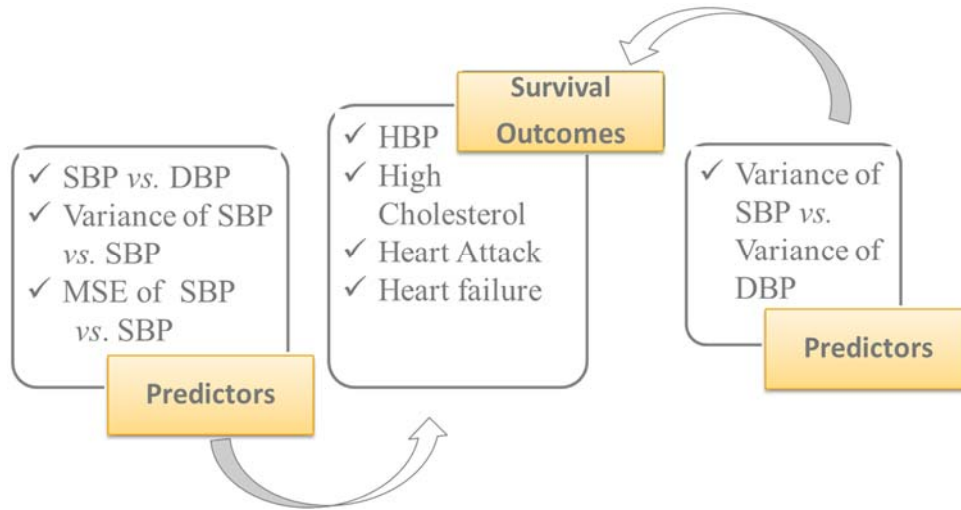 ✓ SBP vs. DBP
✓ Variance of SBP
vs. SBP
✓ MSE of SBP
vs. SBP
Predictors
Survival
Outcomes
✓ HBP
✓ High
Cholesterol
✓ Heart Attack
✓ Heart failure
✓ Variance of
SBP vs.
Variance of
DBP
Predictors